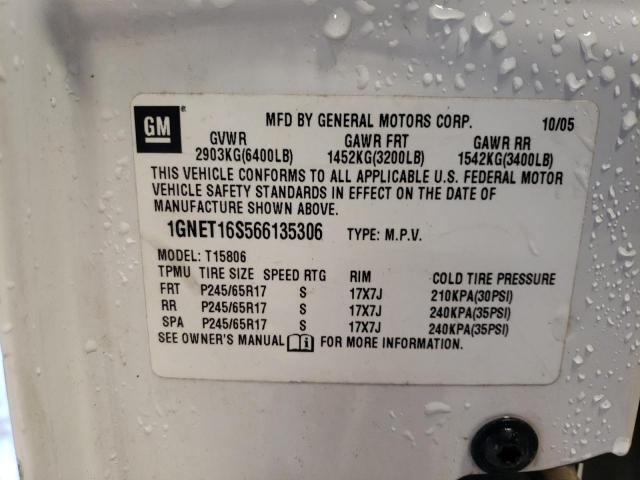 GM
MFD BY GENERAL MOTORS CORP. 10/05
GVWR GAWR FRT GAWR RR
2903KG(6400LB) 1452KG(3200LB) 1542KG(3400LB)
THIS VEHICLE CONFORMS TO ALL APPLICABLE U.S. FEDERAL MOTOR
VEHICLE SAFETY STANDARDS IN EFFECT ON THE DATE OF
MANUFACTURE SHOWN ABOVE.
1GNET16S566135306 TYPE: M.P.V.
MODEL: T15806
TPMU TIRE SIZE SPEED RTG RIM COLD TIRE PRESSURE
FRT P245/65R17 S 17X7J 210KPA(30PSI)
RR P245/65R17 S 17X7J 240KPA(35PSI)
SPA P245/65R17 S 17X7J 240KPA(35PSI)
SEE OWNER'S MANUAL FOR MORE INFORMATION.